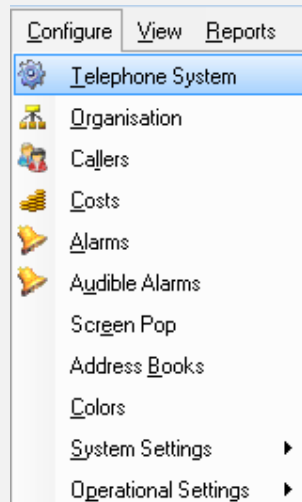 Configure View Reports
Telephone System
Organisation
Callers
Costs
Alarms
Audible Alarms
Screen Pop
Address Books
Colors
System Settings
Operational Settings